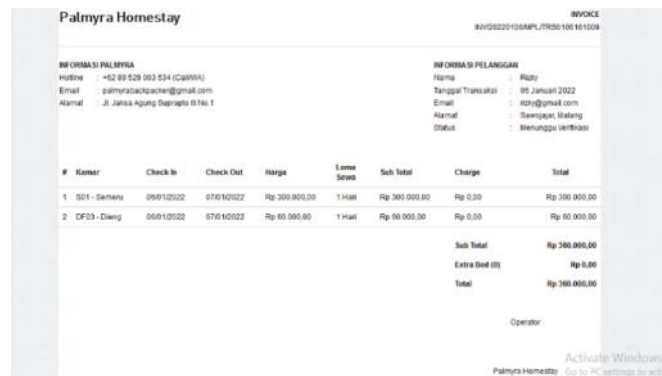 Palmyra Homestay
INVOICE
INFORMASI PALMYRA
Hotline : +62 89 529 003 534 (Call/WA)
Email : palmyrabackpacker@gmail.com
Alamat : Jl. Jaksa Agung Suprapto III No.1
INFORMASI PELANGGAN
Nama : Rizky
Tanggal Transaksi : 06 Januari 2022
Email : rizky@gmail.com
Alamat : Sawojajar, Malang
Status : Menunggu Verifikasi
# Kamar Check In Check Out Harga Lama Sewa Sub Total Charge Total
1 S01 - Semeru 06/01/2022 07/01/2022 Rp 300.000,00 1 Hari Rp 300.000,00 Rp 0,00 Rp 300.000,00
2 DF03 - Dieng 06/01/2022 07/01/2022 Rp 60.000,00 1 Hari Rp 60.000,00 Rp 0,00 Rp 60.000,00
Sub Total Rp 360.000,00
Extra Bed (0) Rp 0,00
Total Rp 360.000,00
Operator
Palmyra Homestay
Activate Windows
Go to PC settings to